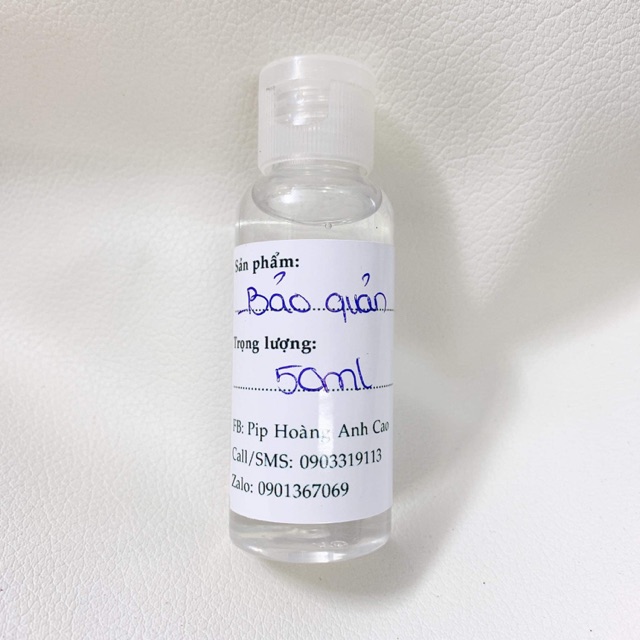 Sản phẩm:
Bảo quản
Trọng lượng:
50ml
FB: Pip Hoàng Anh Cao
Call/SMS: 0903319113
Zalo: 0901367069